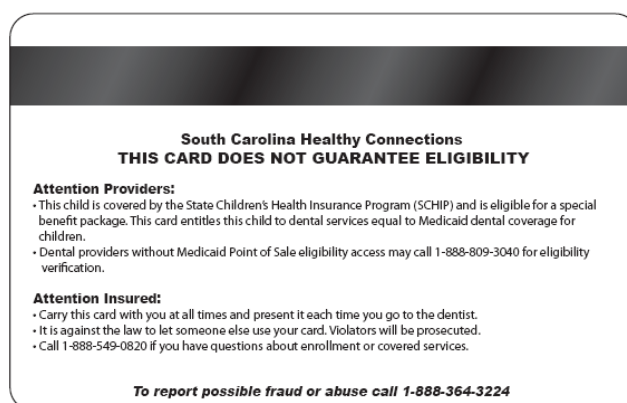 South Carolina Healthy Connections
THIS CARD DOES NOT GUARANTEE ELIGIBILITY
Attention Providers:
• This child is covered by the State Children's Health Insurance Program (SCHIP) and is eligible for a special
benefit package. This card entitles this child to dental services equal to Medicaid dental coverage for
children.
• Dental providers without Medicaid Point of Sale eligibility access may call 1-888-809-3040 for eligibility
verification.
Attention Insured:
• Carry this card with you at all times and present it each time you go to the dentist.
• It is against the law to let someone else use your card. Violators will be prosecuted.
• Call 1-888-549-0820 if you have questions about enrollment or covered services.
To report possible fraud or abuse call 1-888-364-3224